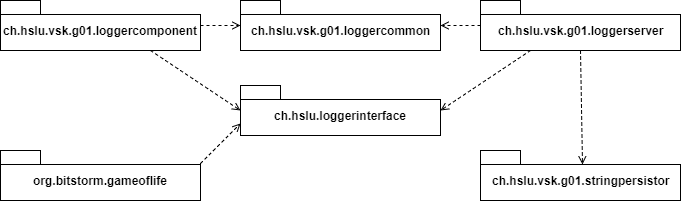 ch.hslu.vsk.g01.loggercomponent
ch.hslu.vsk.g01.loggercommon
ch.hslu.vsk.g01.loggerserver
ch.hslu.loggerinterface
org.bitstorm.gameoflife
ch.hslu.vsk.g01.stringpersistor